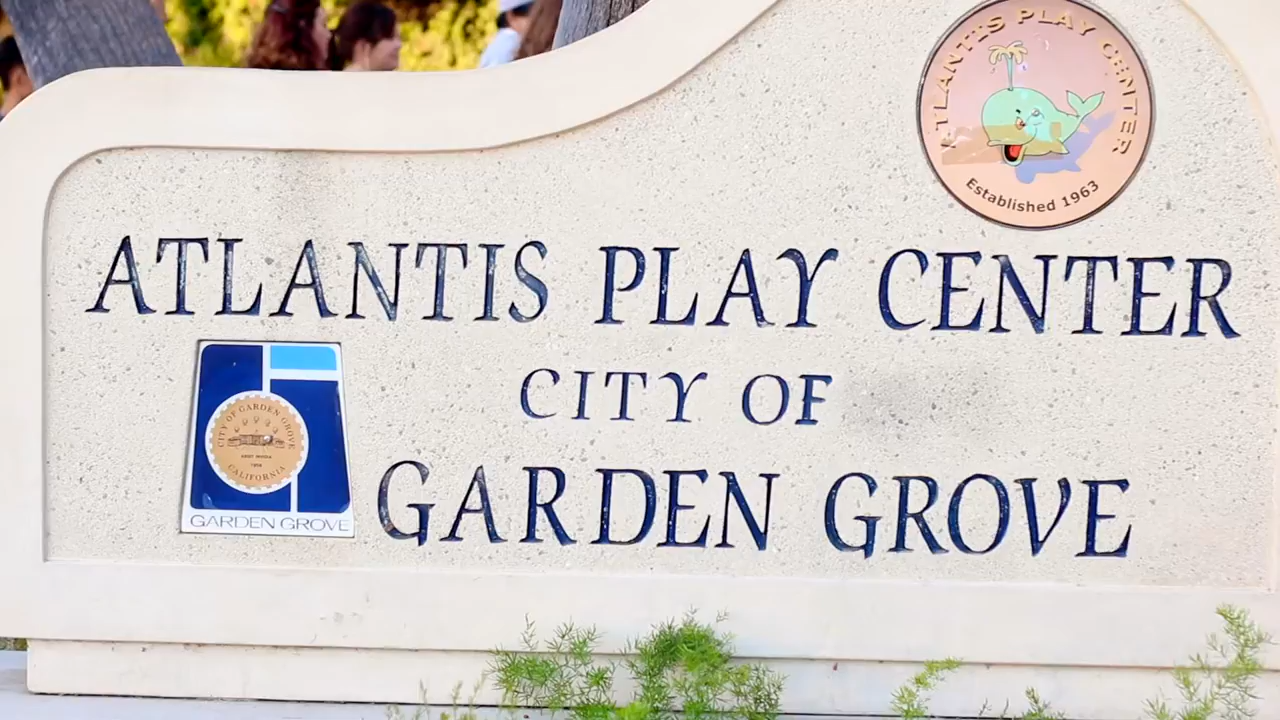 ATLANTIS PLAY CENTER
Established 1963
ATLANTIS PLAY CENTER
CITY OF
GARDEN GROVE
CITY OF GARDEN GROVE
CALIFORNIA
GARDEN GROVE